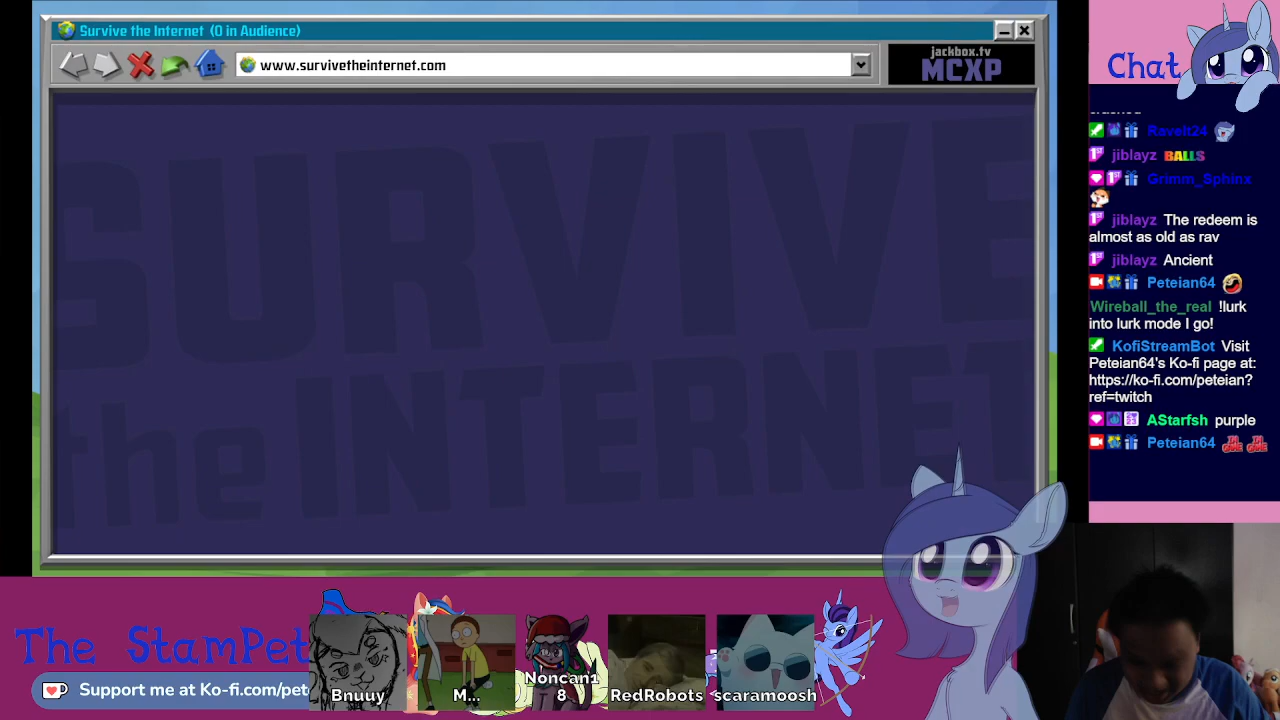 Survive the Internet (0 in Audience)
www.survivetheinternet.com
jackbox.tv
MCXP
SURVIVE
the INTERNET
Chat
RaveIt24
jiblayz BALLS
Grimm_Sphinx
jiblayz The redeem is
almost as old as rav
jiblayz Ancient
Peteian64
Wireball_the_real !lurk
into lurk mode I go!
KofiStreamBot Visit
Peteian64's Ko-fi page at:
https://ko-fi.com/peteian?
ref=twitch
AStarfsh purple
Peteian64
The StamPet
Support me at Ko-fi.com/pet
Bnuuy
M...
Noncan1
8
RedRobots
scaramoosh